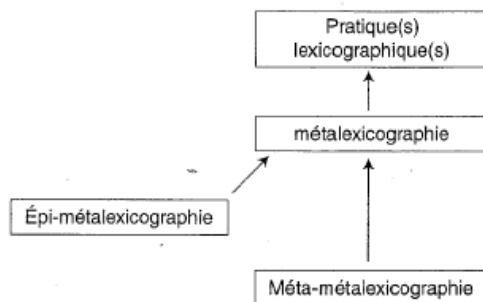 Pratique(s)
lexicographique(s)
métalexicographie
Épi-métalexicographie
Méta-métalexicographie